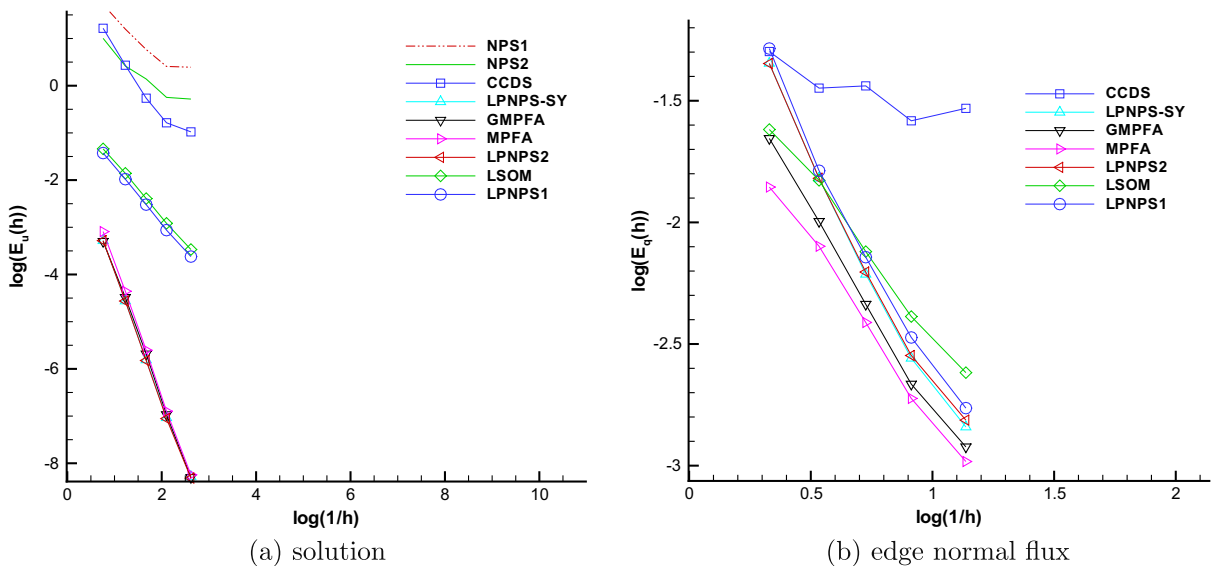 log(E_u(h))
0
-2
-4
-6
-8
0
2
4
6
8
10
log(1/h)
NPS1
NPS2
CCDS
LPNPS-SY
GMPFA
MPFA
LPNPS2
LSOM
LPNPS1
(a) solution
log(E_q(h))
-1.5
-2
-2.5
-3
0
0.5
1
1.5
2
log(1/h)
CCDS
LPNPS-SY
GMPFA
MPFA
LPNPS2
LSOM
LPNPS1
(b) edge normal flux